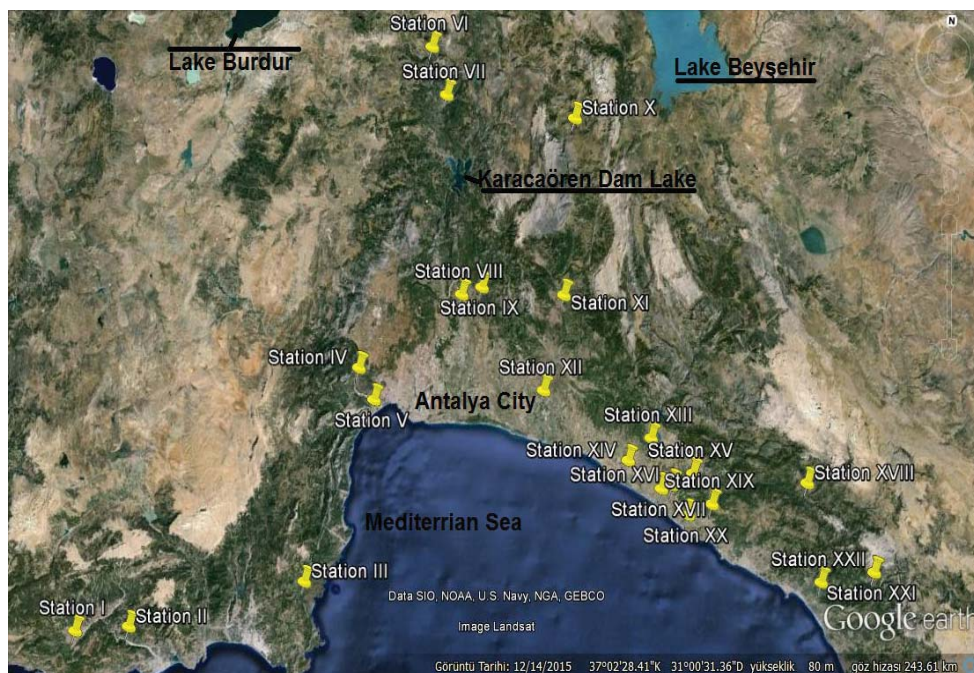 Station VI
N
Lake Burdur
Lake Beyşehir
Station VII
Station X
Karacaören Dam Lake
Station VIII
Station IX
Station XI
Station IV
Station XII
Station V
Antalya City
Station XIII
Station XIV
Station XV
Station XVI
Station XIX
Station XVIII
Station XVII
Mediterrian Sea
Station XX
Station III
Station XXII
Station XXI
Data SIO, NOAA, U.S. Navy, NGA, GEBCO
Station I
Station II
Image Landsat
Google earth
Görüntü Tarihi: 12/14/2015 37°02'28.41"K 31°00'31.36"D yükseklik 80 m göz hizası 243.61 km